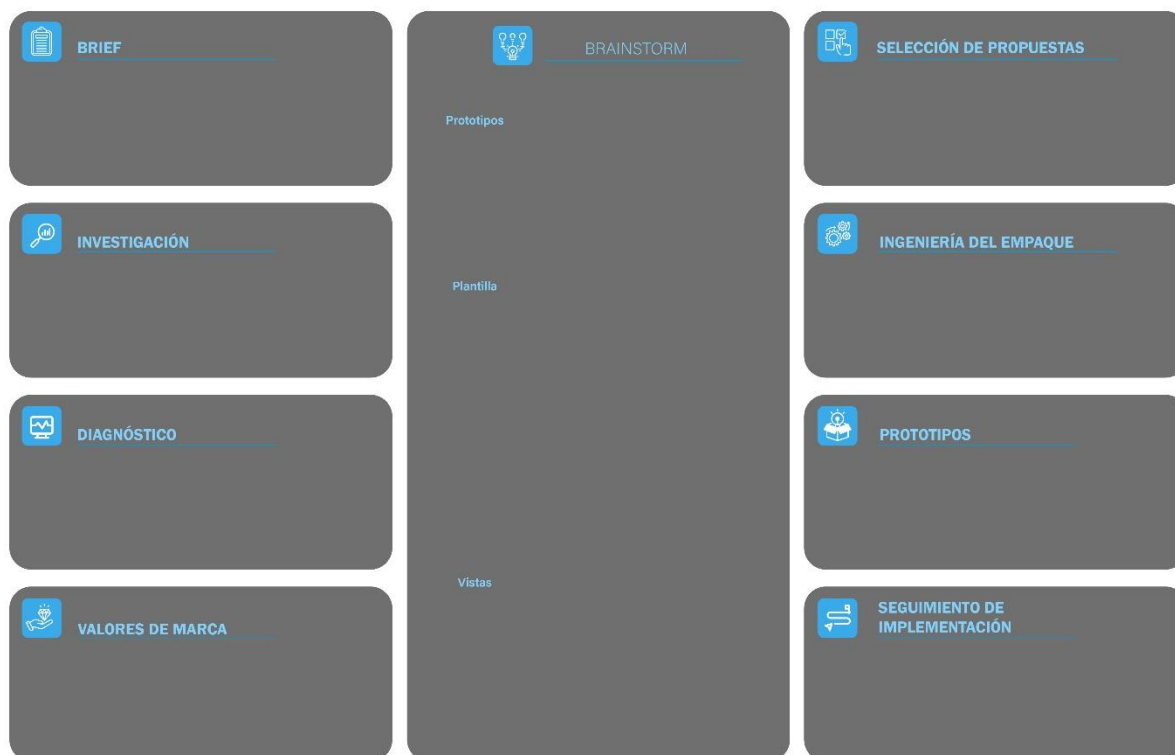 BRIEF
INVESTIGACIÓN
DIAGNÓSTICO
VALORES DE MARCA
BRAINSTORM
Prototipos
Plantilla
Vistas
SELECCIÓN DE PROPUESTAS
INGENIERÍA DEL EMPAQUE
PROTOTIPOS
SEGUIMIENTO DE
IMPLEMENTACIÓN